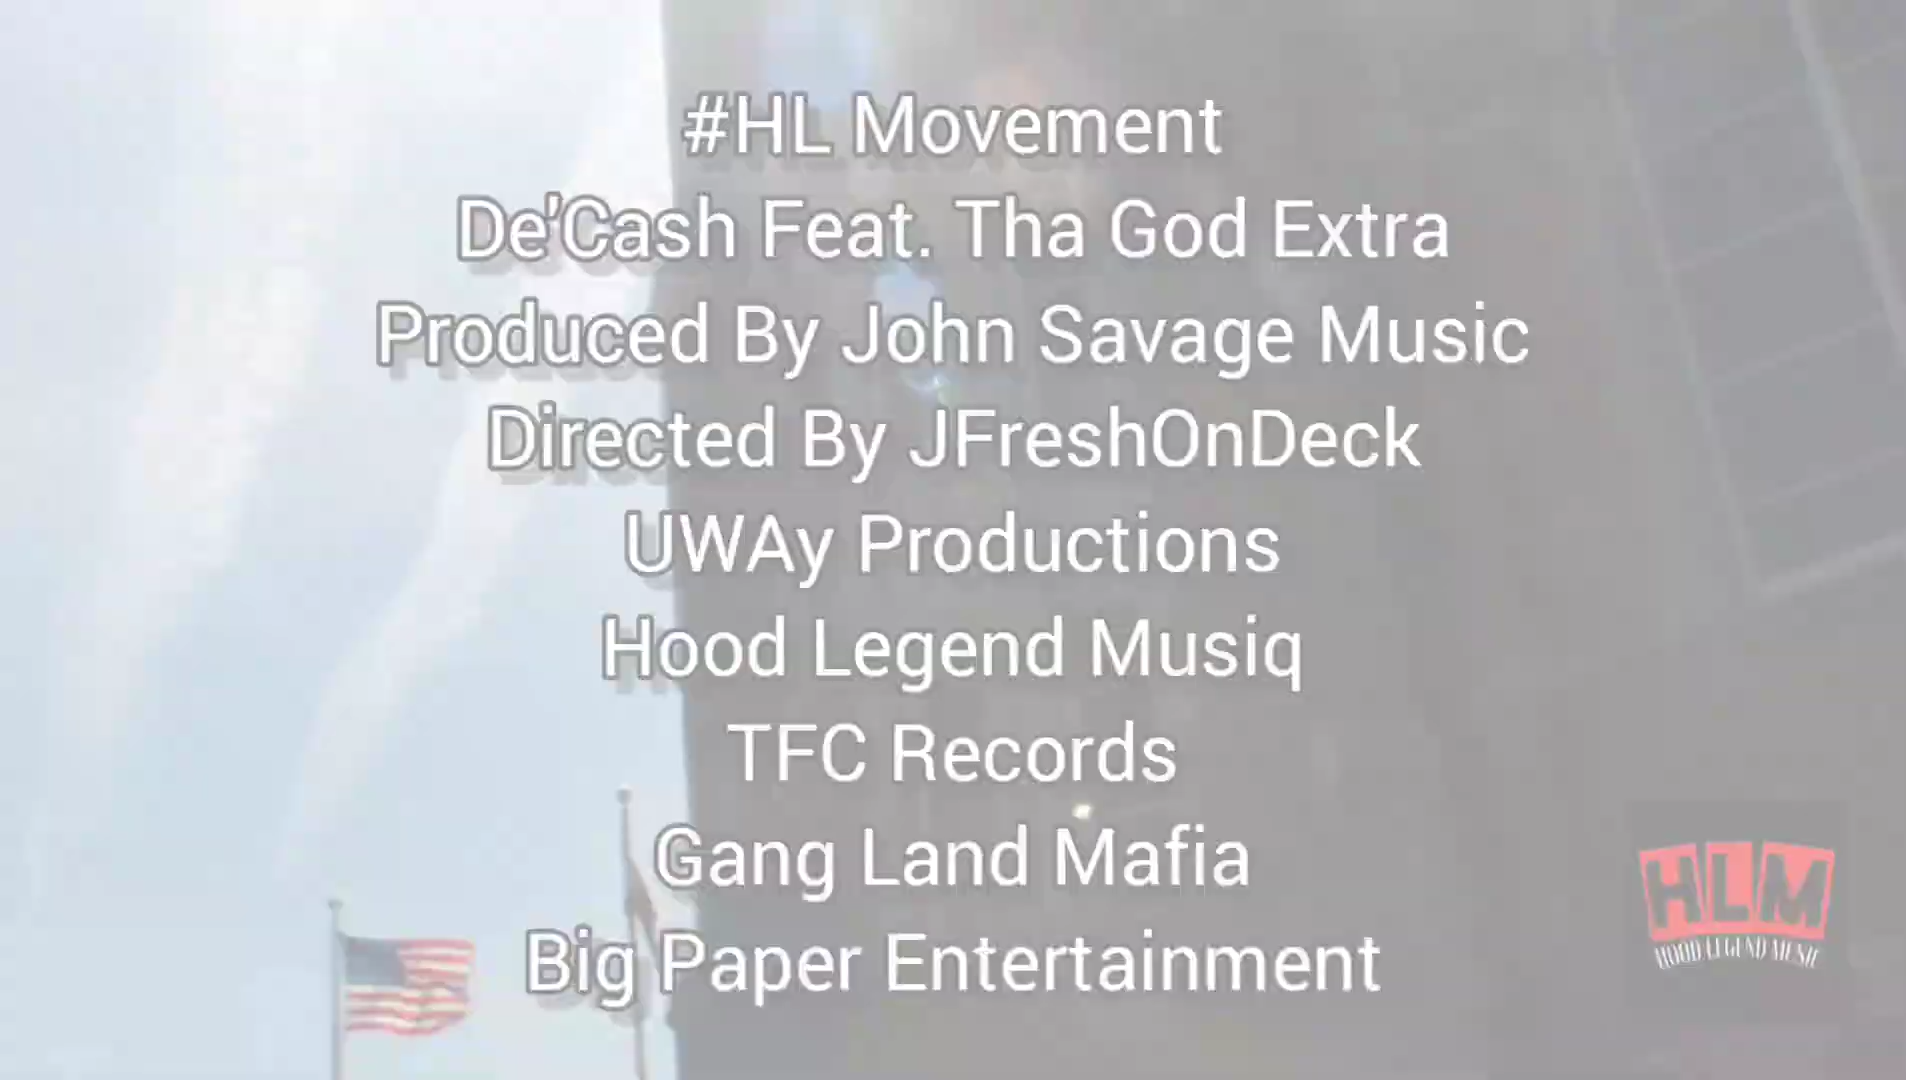 #HL Movement
De'Cash Feat. Tha God Extra
Produced By John Savage Music
Directed By JFreshOnDeck
UWAy Productions
Hood Legend Musiq
TFC Records
Gang Land Mafia
Big Paper Entertainment
HLM
HOOD LEGEND MUSIC